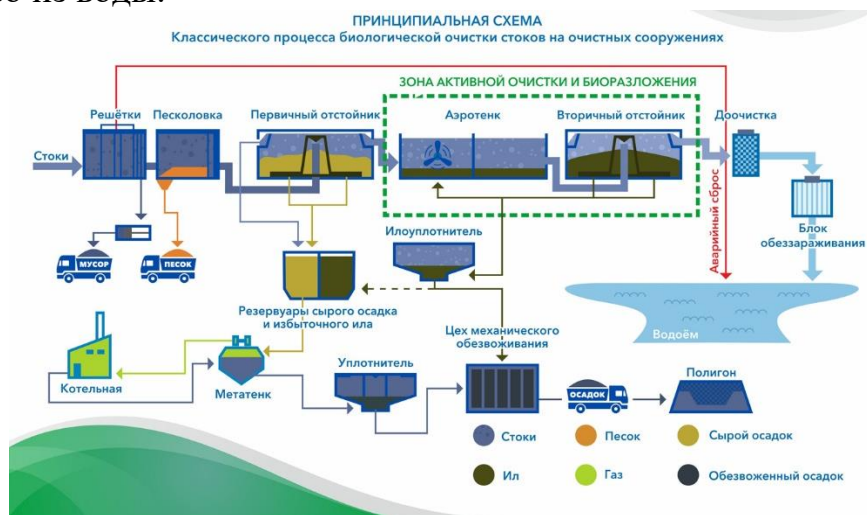 ПРИНЦИПИАЛЬНАЯ СХЕМА
Классического процесса биологической очистки стоков на очистных сооружениях
ЗОНА АКТИВНОЙ ОЧИСТКИ И БИОРАЗЛОЖЕНИЯ
Решётки
Песколовка
Первичный отстойник
Аэротенк
Вторичный отстойник
Доочистка
Стоки
Аварийный сброс
Блок
обеззараживания
МУСОР
ПЕСОК
Илоуплотнитель
Резервуары сырого осадка
и избыточного ила
Водоём
Цех механического
обезвоживания
Котельная
Метатенк
Уплотнитель
ОСАДОК
Полигон
Стоки
Песок
Сырой осадок
Ил
Газ
Обезвоженный осадок